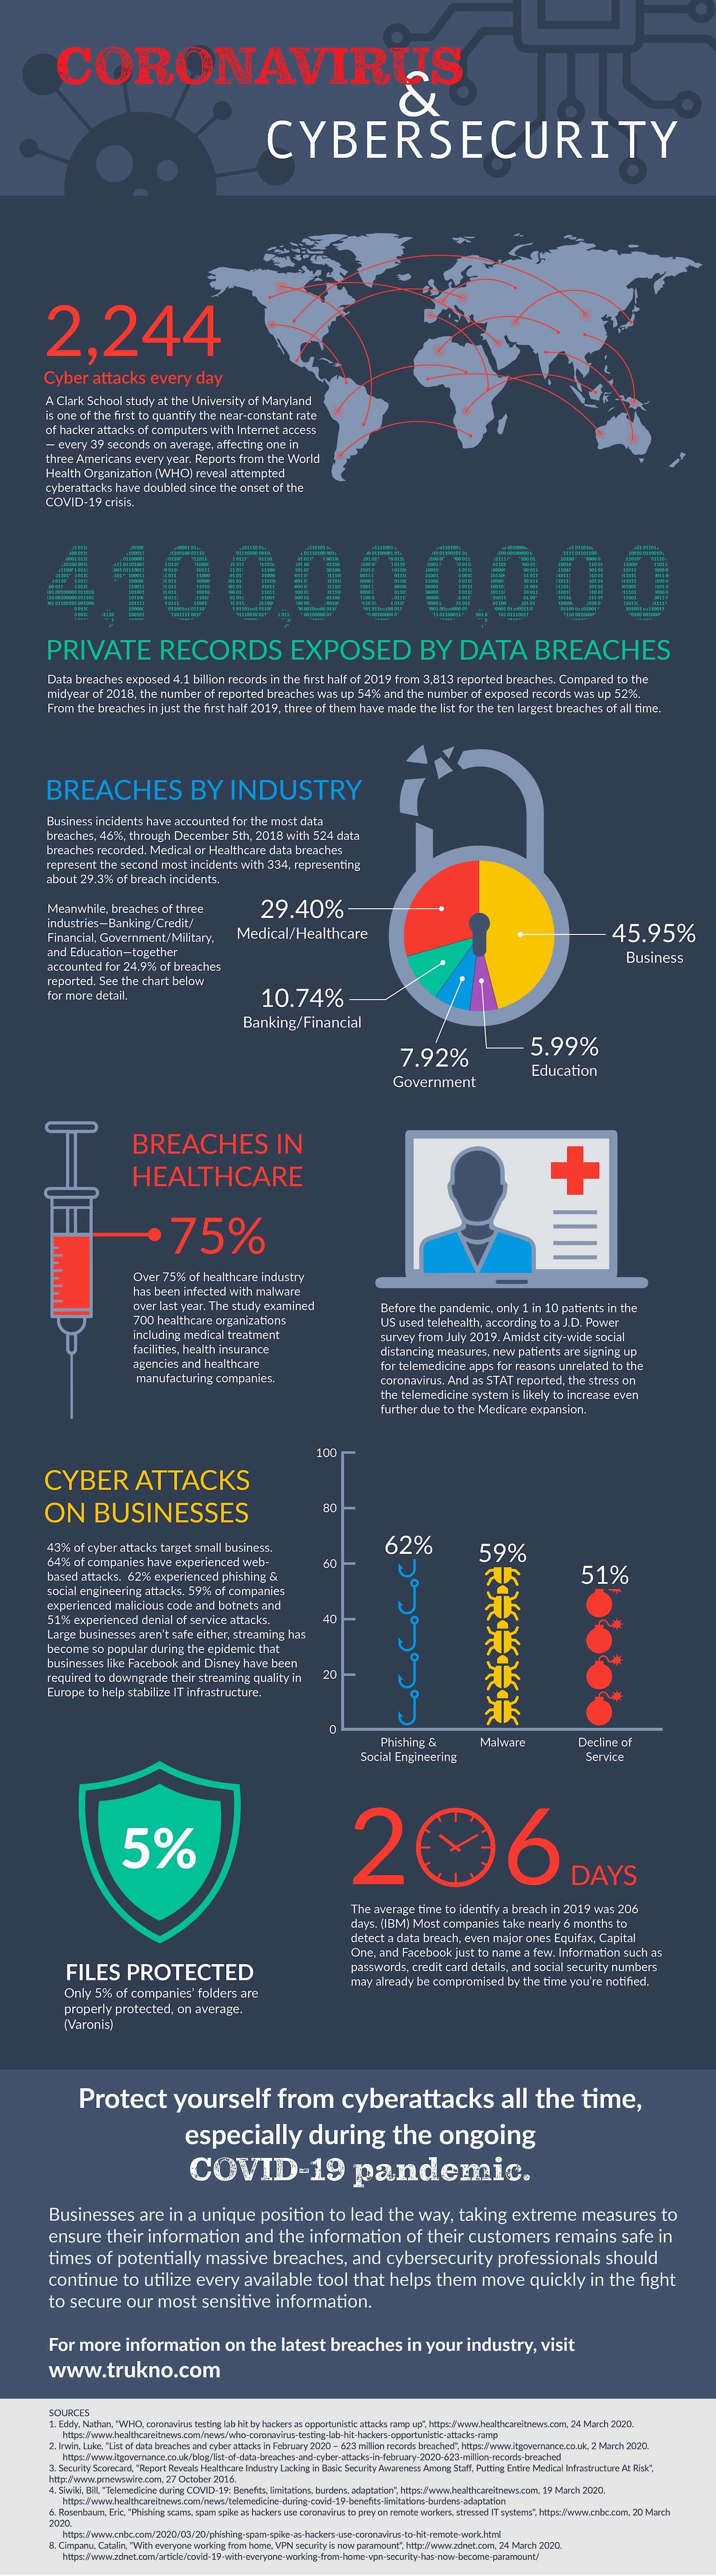 CORONAVIRUS
&
CYBERSECURITY
2,244
Cyber attacks every day
A Clark School study at the University of Maryland
is one of the first to quantify the near-constant rate
of hacker attacks of computers with Internet access
— every 39 seconds on average, affecting one in
three Americans every year. Reports from the World
Health Organization (WHO) reveal attempted
cyberattacks have doubled since the onset of the
COVID-19 crisis.
4,100,000,000
PRIVATE RECORDS EXPOSED BY DATA BREACHES
Data breaches exposed 4.1 billion records in the first half of 2019 from 3,813 reported breaches. Compared to the
midyear of 2018, the number of reported breaches was up 54% and the number of exposed records was up 52%.
From the breaches in just the first half 2019, three of them have made the list for the ten largest breaches of all time.
BREACHES BY INDUSTRY
Business incidents have accounted for the most data
breaches, 46%, through December 5th, 2018 with 524 data
breaches recorded. Medical or Healthcare data breaches
represent the second most incidents with 334, representing
about 29.3% of breach incidents.
Meanwhile, breaches of three
industries—Banking/Credit/
Financial, Government/Military,
and Education—together
accounted for 24.9% of breaches
reported. See the chart below
for more detail.
29.40%
Medical/Healthcare
45.95%
Business
10.74%
Banking/Financial
7.92%
Government
5.99%
Education
BREACHES IN
HEALTHCARE
75%
Over 75% of healthcare industry
has been infected with malware
over last year. The study examined
700 healthcare organizations
including medical treatment
facilities, health insurance
agencies and healthcare
manufacturing companies.
Before the pandemic, only 1 in 10 patients in the
US used telehealth, according to a J.D. Power
survey from July 2019. Amidst city-wide social
distancing measures, new patients are signing up
for telemedicine apps for reasons unrelated to the
coronavirus. And as STAT reported, the stress on
the telemedicine system is likely to increase even
further due to the Medicare expansion.
CYBER ATTACKS
ON BUSINESSES
43% of cyber attacks target small business.
64% of companies have experienced web-
based attacks.  62% experienced phishing &
social engineering attacks. 59% of companies
experienced malicious code and botnets and
51% experienced denial of service attacks.
Large businesses aren't safe either, streaming has
become so popular during the epidemic that
businesses like Facebook and Disney have been
required to downgrade their streaming quality in
Europe to help stabilize IT infrastructure.
100
80
60
40
20
0
62%
59%
51%
Phishing &
Social Engineering
Malware
Decline of
Service
5%
FILES PROTECTED
Only 5% of companies' folders are
properly protected, on average.
(Varonis)
206 DAYS
The average time to identify a breach in 2019 was 206
days. (IBM) Most companies take nearly 6 months to
detect a data breach, even major ones Equifax, Capital
One, and Facebook just to name a few. Information such as
passwords, credit card details, and social security numbers
may already be compromised by the time you're notified.
Protect yourself from cyberattacks all the time,
especially during the ongoing
COVID-19 pandemic.
Businesses are in a unique position to lead the way, taking extreme measures to
ensure their information and the information of their customers remains safe in
times of potentially massive breaches, and cybersecurity professionals should
continue to utilize every available tool that helps them move quickly in the fight
to secure our most sensitive information.
For more information on the latest breaches in your industry, visit
www.trukno.com
SOURCES
1. Eddy, Nathan, "WHO, coronavirus testing lab hit by hackers as opportunistic attacks ramp up", https://www.healthcareitnews.com, 24 March 2020.
https://www.healthcareitnews.com/news/who-coronavirus-testing-lab-hit-hackers-opportunistic-attacks-ramp
2. Irwin, Luke, "List of data breaches and cyber attacks in February 2020 – 623 million records breached", https://www.itgovernance.co.uk, 2 March 2020.
https://www.itgovernance.co.uk/blog/list-of-data-breaches-and-cyber-attacks-in-february-2020-623-million-records-breached
3. Security Scorecard, "Report Reveals Healthcare Industry Lacking in Basic Security Awareness Among Staff, Putting Entire Medical Infrastructure At Risk",
http://www.prnewswire.com, 27 October 2016.
4. Siwiki, Bill, "Telemedicine during COVID-19: Benefits, limitations, burdens, adaptation", https://www.healthcareitnews.com, 19 March 2020.
https://www.healthcareitnews.com/news/telemedicine-during-covid-19-benefits-limitations-burdens-adaptation
6. Rosenbaum, Eric, "Phishing scams, spam spike as hackers use coronavirus to prey on remote workers, stressed IT systems", https://www.cnbc.com, 20 March
2020.
https://www.cnbc.com/2020/03/20/phishing-spam-spike-as-hackers-use-coronavirus-to-hit-remote-work.html
8. Cimpanu, Catalin, "With everyone working from home, VPN security is now paramount", http://www.zdnet.com, 24 March 2020.
https://www.zdnet.com/article/covid-19-with-everyone-working-from-home-vpn-security-has-now-become-paramount/